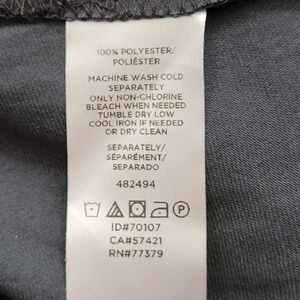 100% POLYESTER/
POLIÉSTER
MACHINE WASH COLD
SEPARATELY
ONLY NON-CHLORINE
BLEACH WHEN NEEDED
TUMBLE DRY LOW
COOL IRON IF NEEDED
OR DRY CLEAN
SEPARATELY/
SÉPARÉMENT/
SEPARADO
482494
P
ID#70107
CA#57421
RN#77379